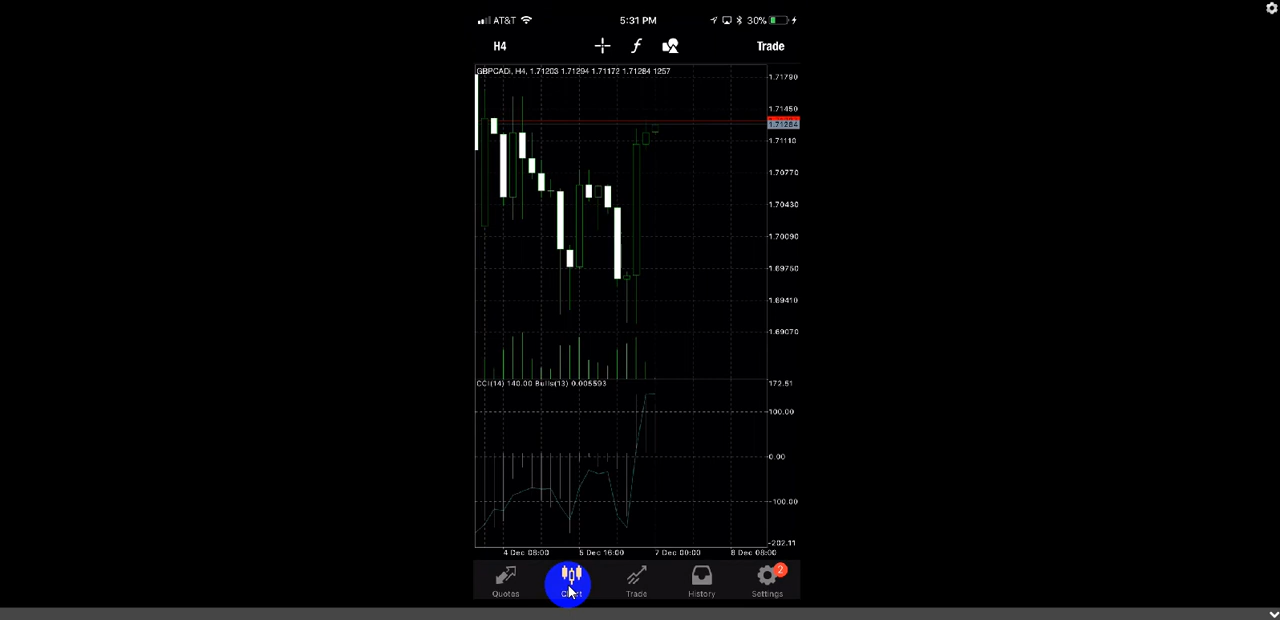 AT&T 5:31 PM 30%
H4 f Trade
GBPCADi, H4, 1.71203 1.71294 1.71172 1.71284 1257
1.71790
1.71450
1.71284
1.71110
1.70770
1.70430
1.70090
1.69750
1.69410
1.69070
CCI(14) 140.00 Bulls(13) 0.005593
172.51
100.00
0.00
-100.00
-202.11
4 Dec 08:00 5 Dec 16:00 7 Dec 00:00 8 Dec 08:00
2
Quotes Chart Trade History Settings